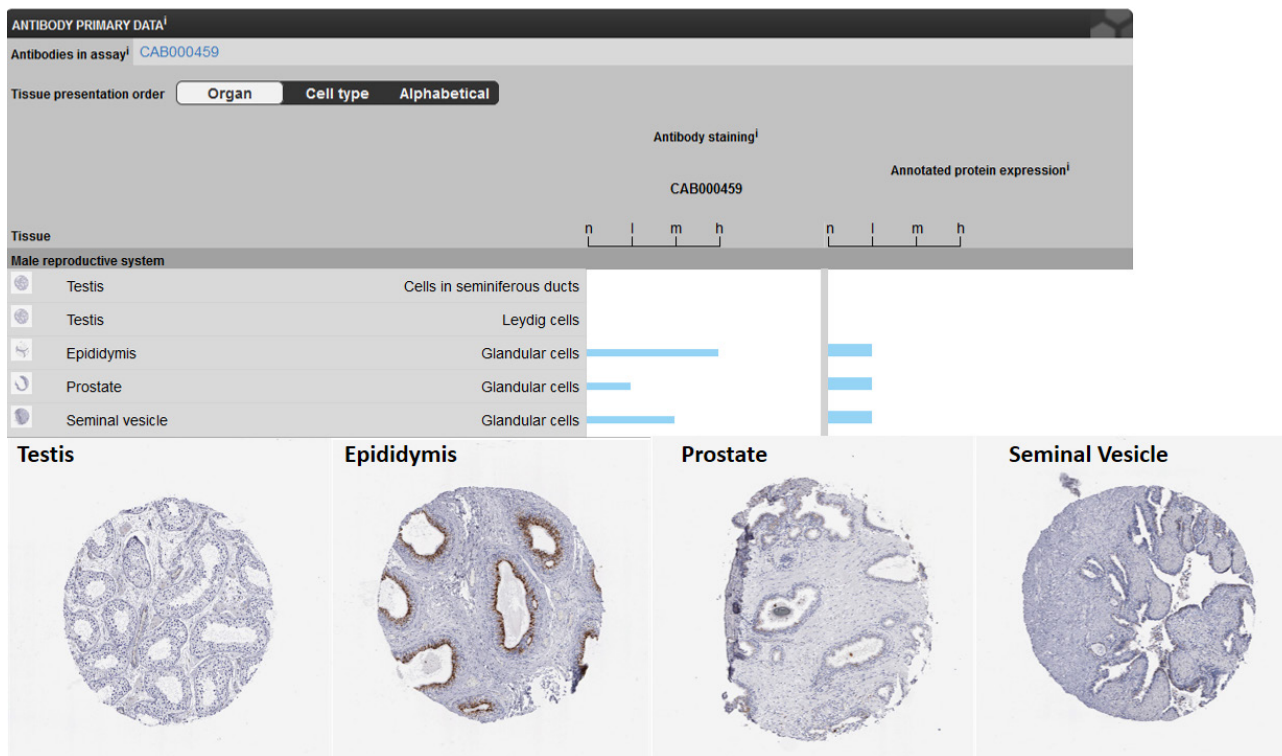 ANTIBODY PRIMARY DATAi
Antibodies in assayi CAB000459
Tissue presentation order Organ Cell type Alphabetical
Antibody stainingi
Annotated protein expressioni
CAB000459
n l m h n l m h
Tissue
Male reproductive system
Testis Cells in seminiferous ducts
Testis Leydig cells
Epididymis Glandular cells
Prostate Glandular cells
Seminal vesicle Glandular cells
Testis Epididymis Prostate Seminal Vesicle